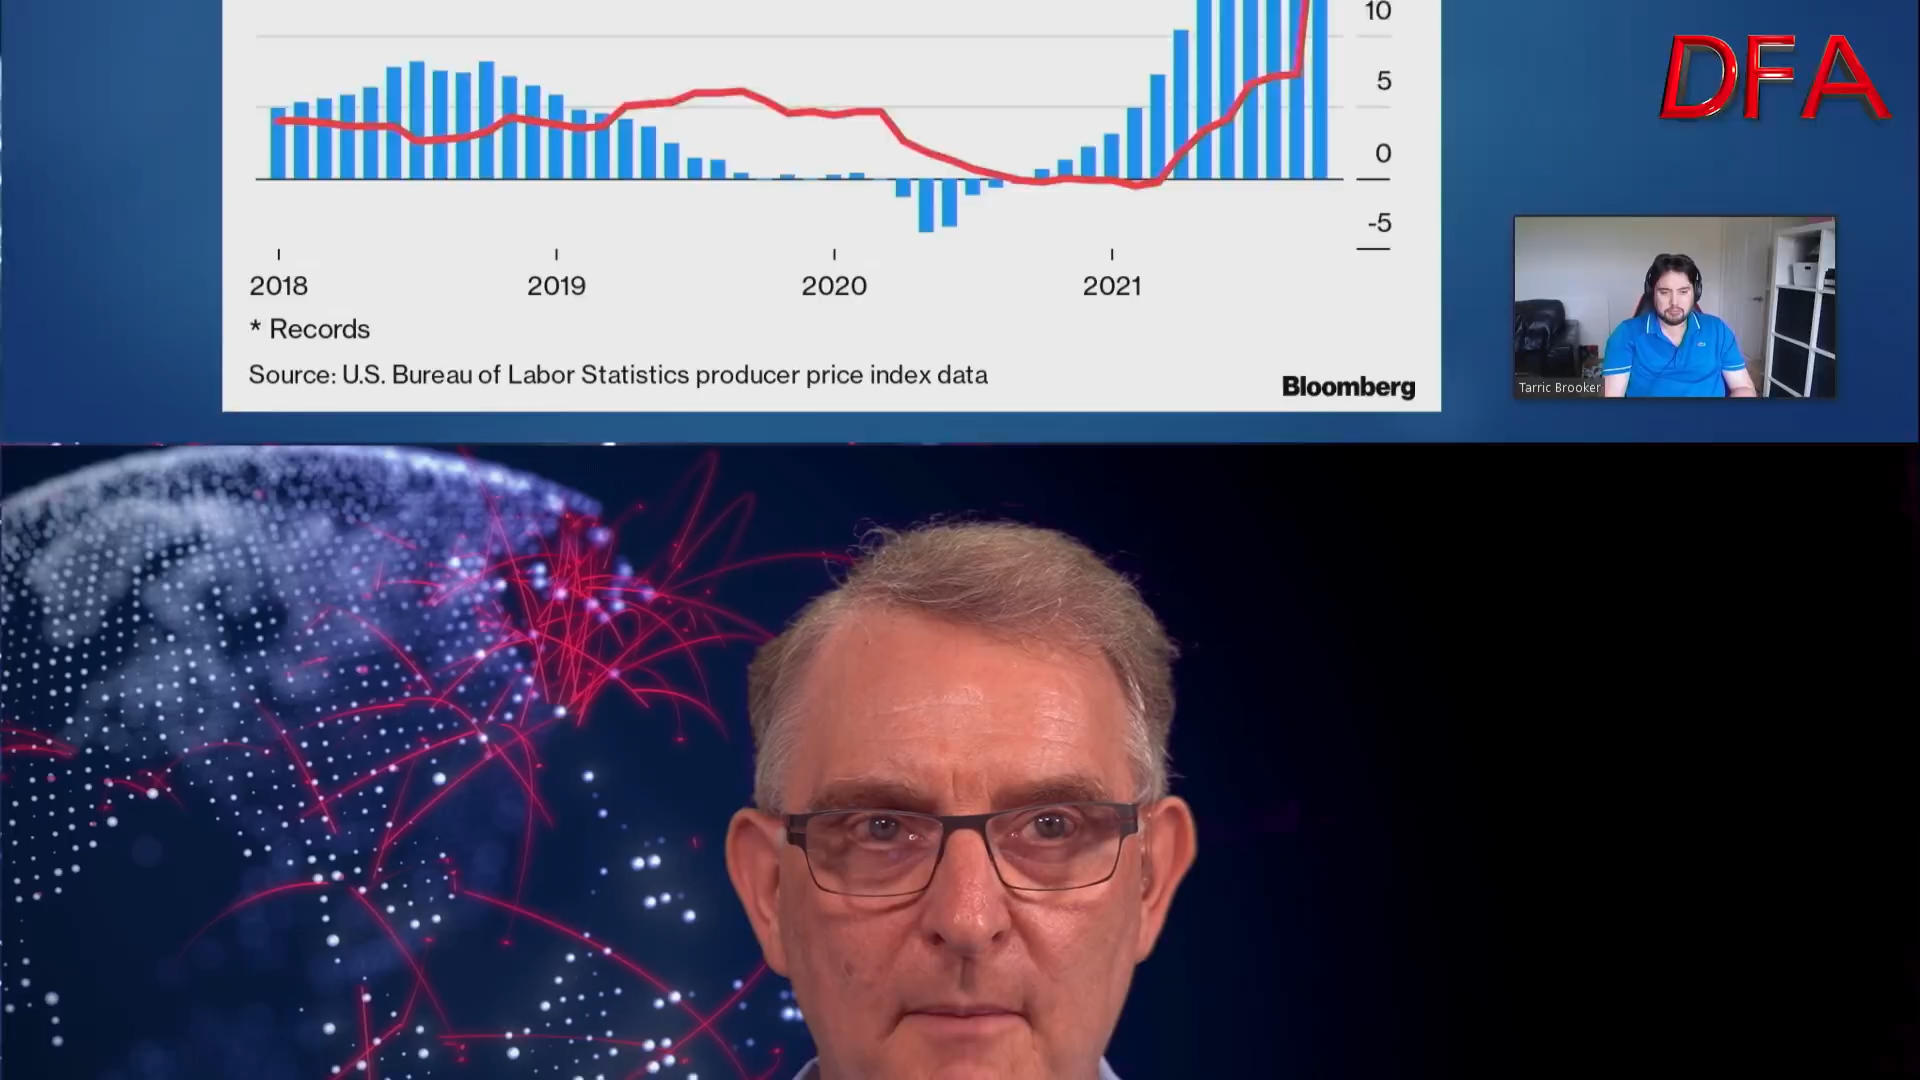 10
DFA
5
0
-5
2018 2019 2020 2021
* Records
Source: U.S. Bureau of Labor Statistics producer price index data
Bloomberg
Tarric Brooker